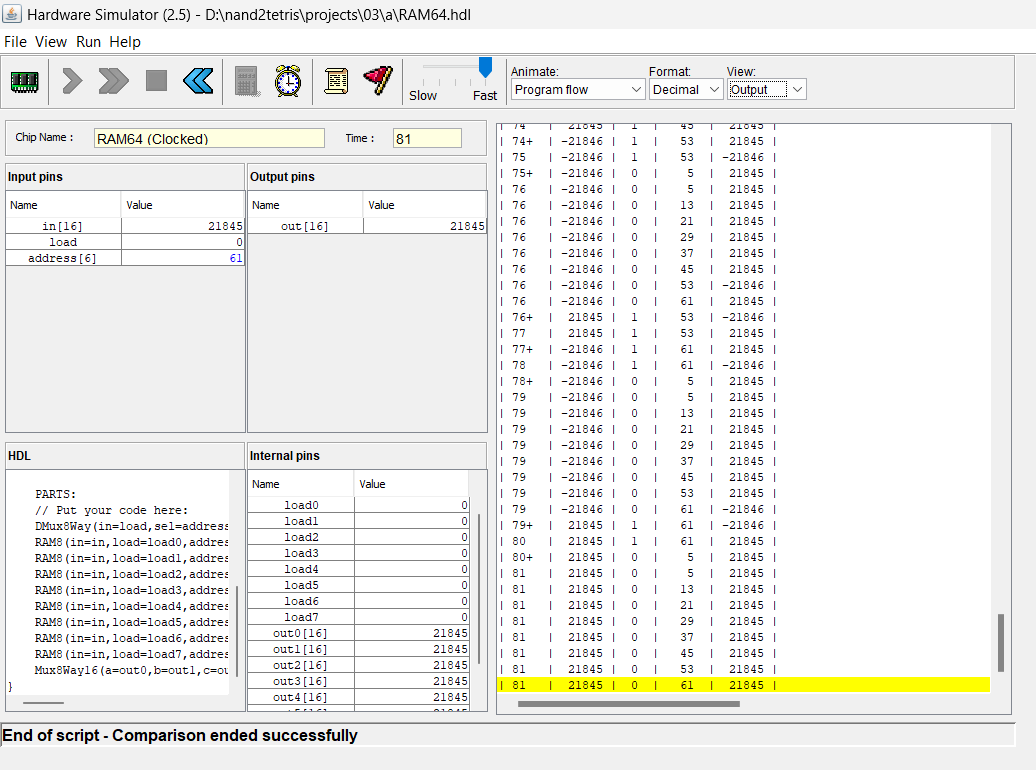 Hardware Simulator (2.5) - D:\nand2tetris\projects\03\a\RAM64.hdl
File View Run Help
Slow Fast
Animate: Format: View:
Program flow Decimal Output
Chip Name : RAM64 (Clocked) Time : 81
Input pins
Name Value
in[16] 21845
load 0
address[6] 61
Output pins
Name Value
out[16] 21845
HDL
PARTS:
// Put your code here:
DMux8Way(in=load,sel=address
RAM8(in=in,load=load0,addres
RAM8(in=in,load=load1,addres
RAM8(in=in,load=load2,addres
RAM8(in=in,load=load3,addres
RAM8(in=in,load=load4,addres
RAM8(in=in,load=load5,addres
RAM8(in=in,load=load6,addres
RAM8(in=in,load=load7,addres
Mux8Way16(a=out0,b=out1,c=ou
}
Internal pins
Name Value
load0 0
load1 0
load2 0
load3 0
load4 0
load5 0
load6 0
load7 0
out0[16] 21845
out1[16] 21845
out2[16] 21845
out3[16] 21845
out4[16] 21845
| 74 | 21845 | 1 | 45 | 21845 |
| 74+ | -21846 | 1 | 53 | 21845 |
| 75 | -21846 | 1 | 53 | -21846 |
| 75+ | -21846 | 0 | 5 | 21845 |
| 76 | -21846 | 0 | 5 | 21845 |
| 76 | -21846 | 0 | 13 | 21845 |
| 76 | -21846 | 0 | 21 | 21845 |
| 76 | -21846 | 0 | 29 | 21845 |
| 76 | -21846 | 0 | 37 | 21845 |
| 76 | -21846 | 0 | 45 | 21845 |
| 76 | -21846 | 0 | 53 | -21846 |
| 76 | -21846 | 0 | 61 | 21845 |
| 76+ | 21845 | 1 | 53 | -21846 |
| 77 | 21845 | 1 | 53 | 21845 |
| 77+ | -21846 | 1 | 61 | 21845 |
| 78 | -21846 | 1 | 61 | -21846 |
| 78+ | -21846 | 0 | 5 | 21845 |
| 79 | -21846 | 0 | 5 | 21845 |
| 79 | -21846 | 0 | 13 | 21845 |
| 79 | -21846 | 0 | 21 | 21845 |
| 79 | -21846 | 0 | 29 | 21845 |
| 79 | -21846 | 0 | 37 | 21845 |
| 79 | -21846 | 0 | 45 | 21845 |
| 79 | -21846 | 0 | 53 | 21845 |
| 79 | -21846 | 0 | 61 | -21846 |
| 79+ | 21845 | 1 | 61 | -21846 |
| 80 | 21845 | 1 | 61 | 21845 |
| 80+ | 21845 | 0 | 5 | 21845 |
| 81 | 21845 | 0 | 5 | 21845 |
| 81 | 21845 | 0 | 13 | 21845 |
| 81 | 21845 | 0 | 21 | 21845 |
| 81 | 21845 | 0 | 29 | 21845 |
| 81 | 21845 | 0 | 37 | 21845 |
| 81 | 21845 | 0 | 45 | 21845 |
| 81 | 21845 | 0 | 53 | 21845 |
| 81 | 21845 | 0 | 61 | 21845 |
End of script - Comparison ended successfully